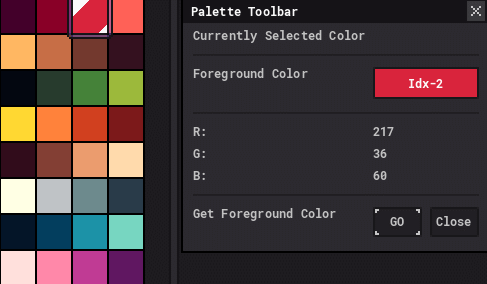 Palette Toolbar
Currently Selected Color
Foreground Color
Idx-2
R: 217
G: 36
B: 60
Get Foreground Color GO Close